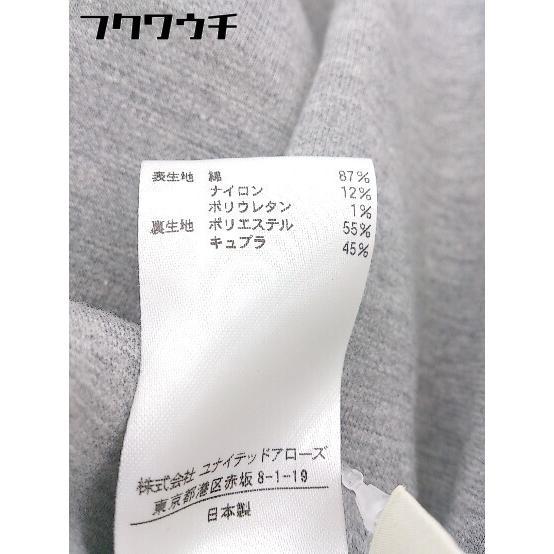 フクワウチ
表生地 綿 87%
ナイロン 12%
ポリウレタン 1%
裏生地 ポリエステル 55%
キュプラ 45%
株式会社 ユナイテッドアローズ
東京都港区赤坂 8-1-19
日本製